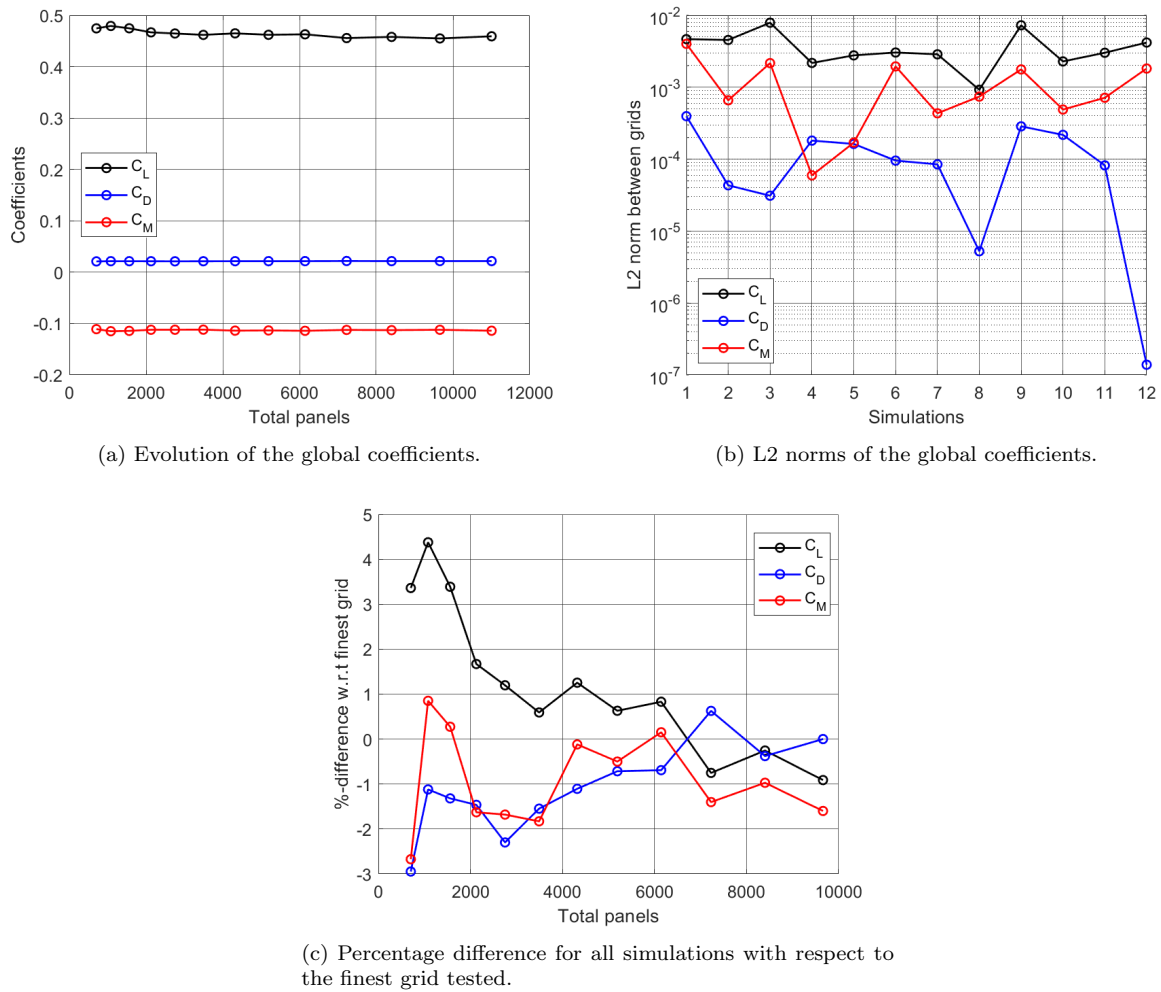 0.5
0.4
0.3
0.2
0.1
0
-0.1
-0.2
Coefficients
C_L
C_D
C_M
0 2000 4000 6000 8000 10000 12000
Total panels
(a) Evolution of the global coefficients.
10^-2
10^-3
10^-4
10^-5
10^-6
10^-7
L2 norm between grids
C_L
C_D
C_M
1 2 3 4 5 6 7 8 9 10 11 12
Simulations
(b) L2 norms of the global coefficients.
5
4
3
2
1
0
-1
-2
-3
%-difference w.r.t finest grid
C_L
C_D
C_M
0 2000 4000 6000 8000 10000
Total panels
(c) Percentage difference for all simulations with respect to
the finest grid tested.